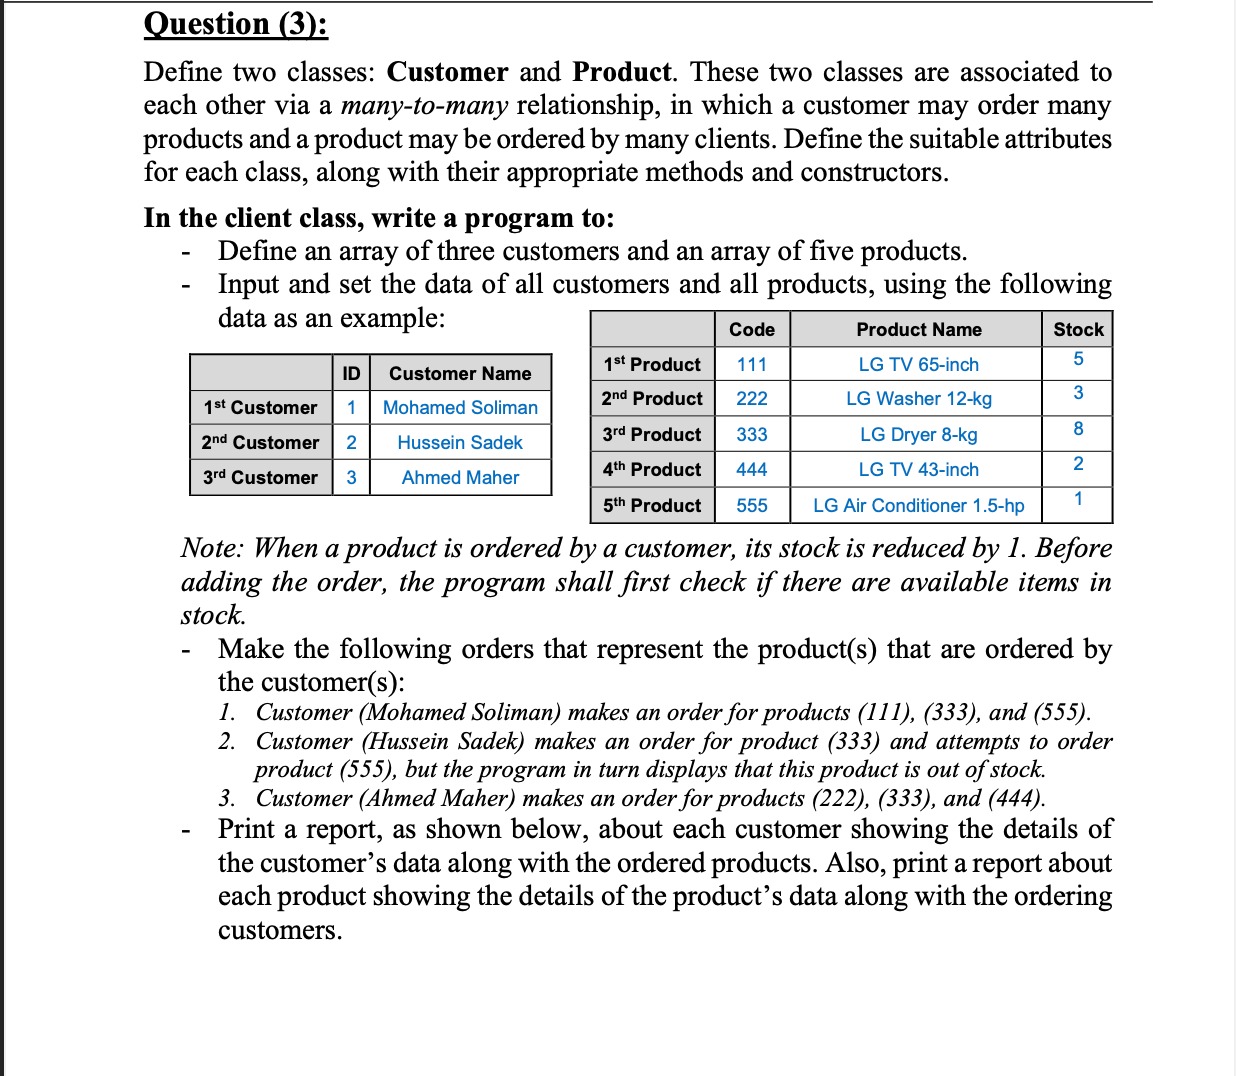 Question (3):
Define two classes: Customer and Product. These two classes are associated to
each other via a many-to-many relationship, in which a customer may order many
products and a product may be ordered by many clients. Define the suitable attributes
for each class, along with their appropriate methods and constructors.
In the client class, write a program to:
- Define an array of three customers and an array of five products.
- Input and set the data of all customers and all products, using the following
data as an example:
ID Customer Name
1st Customer 1 Mohamed Soliman
2nd Customer 2 Hussein Sadek
3rd Customer 3 Ahmed Maher
Code Product Name Stock
1st Product 111 LG TV 65-inch 5
2nd Product 222 LG Washer 12-kg 3
3rd Product 333 LG Dryer 8-kg 8
4th Product 444 LG TV 43-inch 2
5th Product 555 LG Air Conditioner 1.5-hp 1
Note: When a product is ordered by a customer, its stock is reduced by 1. Before
adding the order, the program shall first check if there are available items in
stock.
- Make the following orders that represent the product(s) that are ordered by
the customer(s):
1. Customer (Mohamed Soliman) makes an order for products (111), (333), and (555).
2. Customer (Hussein Sadek) makes an order for product (333) and attempts to order
product (555), but the program in turn displays that this product is out of stock.
3. Customer (Ahmed Maher) makes an order for products (222), (333), and (444).
- Print a report, as shown below, about each customer showing the details of
the customer's data along with the ordered products. Also, print a report about
each product showing the details of the product's data along with the ordering
customers.